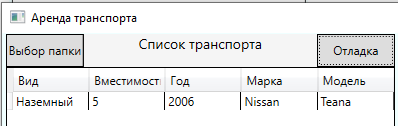 Аренда транспорта
Выбор папки Список транспорта Отладка
Вид Вместимост Год Марка Модель
Наземный 5 2006 Nissan Teana